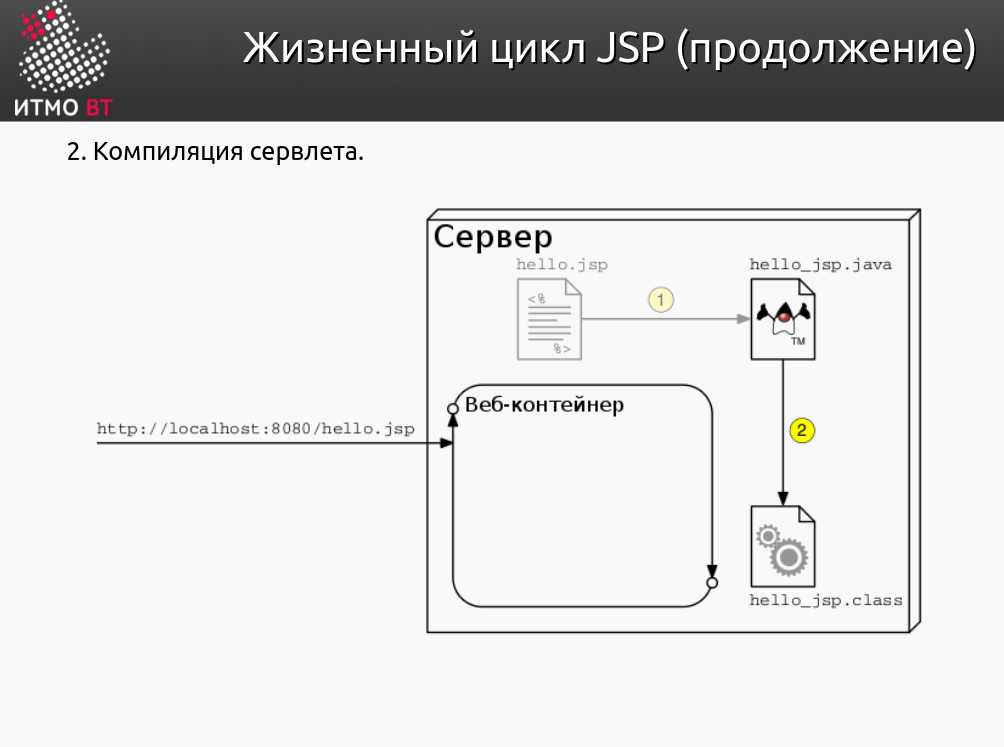 Жизненный цикл JSP (продолжение)
ИТМО ВТ
2. Компиляция сервлета.
Сервер
hello.jsp
hello_jsp.java
<%
1
%>
TM
Веб-контейнер
http://localhost:8080/hello.jsp
2
hello_jsp.class